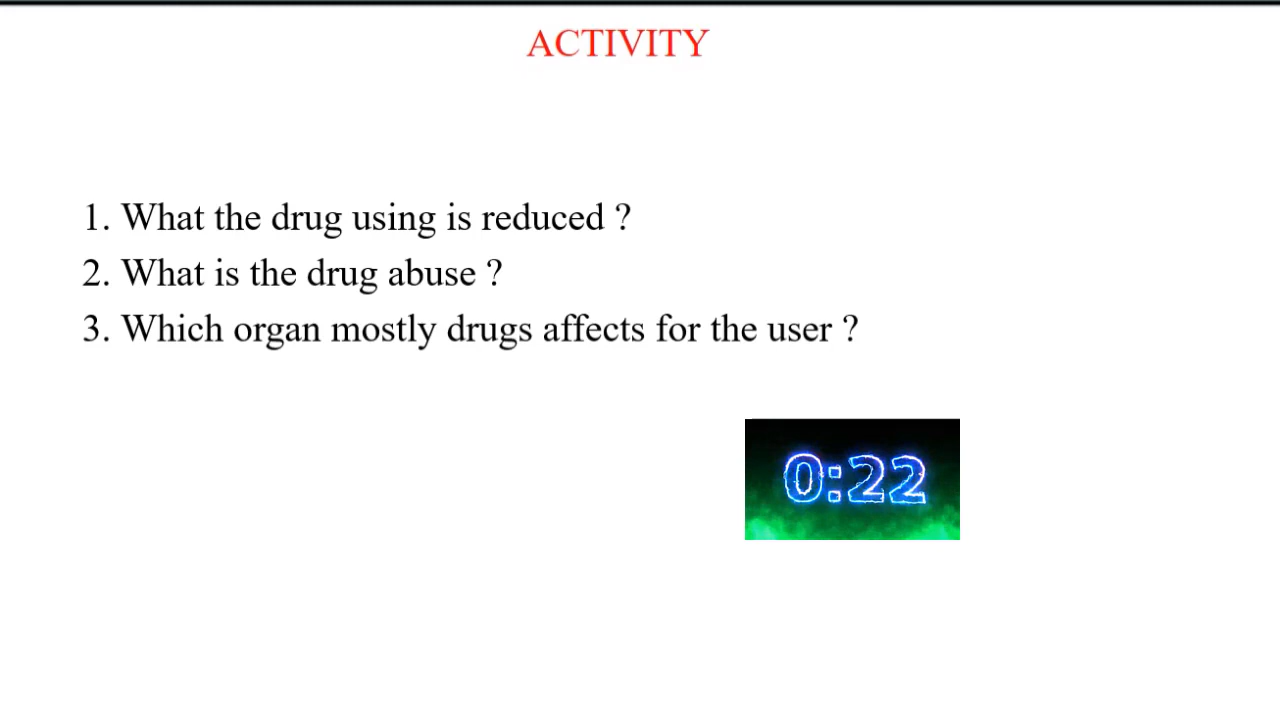 ACTIVITY
1. What the drug using is reduced ?
2. What is the drug abuse ?
3. Which organ mostly drugs affects for the user ?
0:22